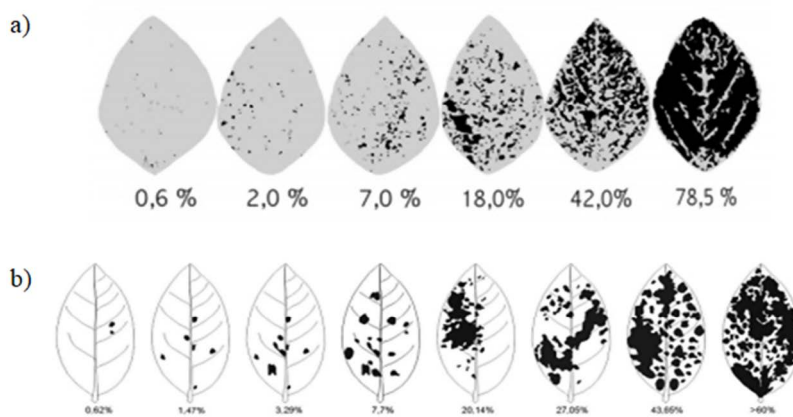 a)
0,6 % 2,0 % 7,0 % 18,0% 42,0% 78,5 %
b)
0.62% 1,47% 3.29% 7,7% 20,14% 27,05% 43,65% >60%